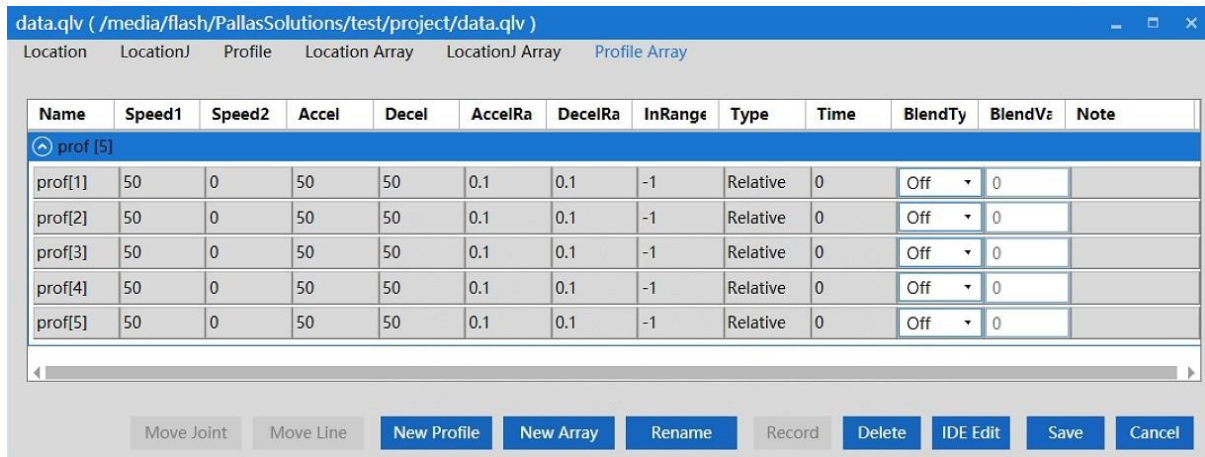 data.qlv ( /media/flash/PallasSolutions/test/project/data.qlv )
Location LocationJ Profile Location Array LocationJ Array Profile Array
Name Speed1 Speed2 Accel Decel AccelRa DecelRa InRange Type Time BlendTy BlendVa Note
prof [5]
prof[1] 50 0 50 50 0.1 0.1 -1 Relative 0 Off 0
prof[2] 50 0 50 50 0.1 0.1 -1 Relative 0 Off 0
prof[3] 50 0 50 50 0.1 0.1 -1 Relative 0 Off 0
prof[4] 50 0 50 50 0.1 0.1 -1 Relative 0 Off 0
prof[5] 50 0 50 50 0.1 0.1 -1 Relative 0 Off 0
Move Joint Move Line New Profile New Array Rename Record Delete IDE Edit Save Cancel